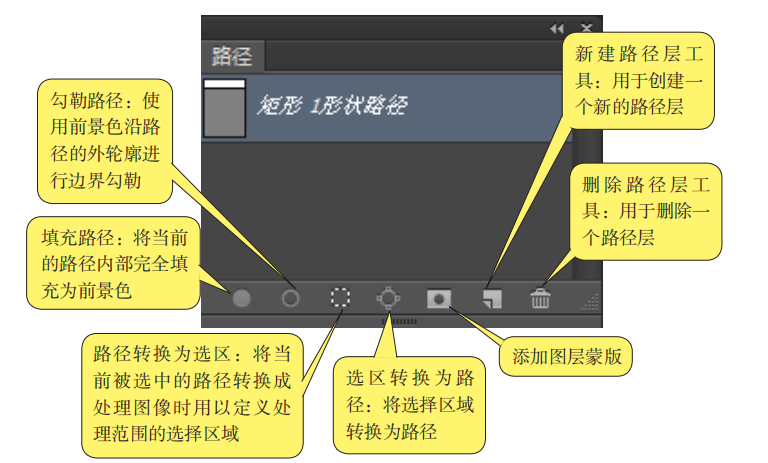 路径
矩形 1形状路径
新建路径层工
具：用于创建一
个新的路径层
勾勒路径：使
用前景色沿路
径的外轮廓进
行边界勾勒
删除路径层工
具：用于删除一
个路径层
填充路径：将当前
的路径内部完全填
充为前景色
路径转换为选区：将当
前被选中的路径转换成
处理图像时用以定义处
理范围的选择区域
选区转换为路
径：将选择区域
转换为路径
添加图层蒙版